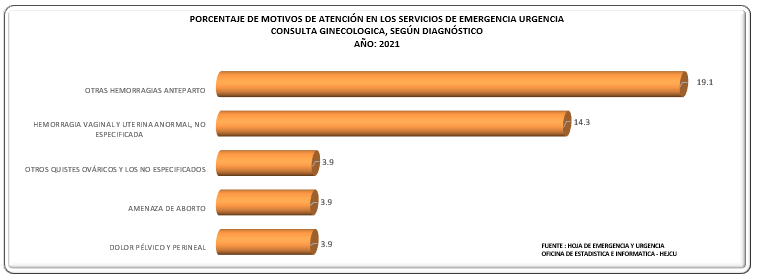 PORCENTAJE DE MOTIVOS DE ATENCIÓN EN LOS SERVICIOS DE EMERGENCIA URGENCIA
CONSULTA GINECOLOGICA, SEGÚN DIAGNÓSTICO
AÑO: 2021
OTRAS HEMORRAGIAS ANTEPARTO
19.1
HEMORRAGIA VAGINAL Y UTERINA ANORMAL, NO
ESPECIFICADA
14.3
OTROS QUISTES OVÁRICOS Y LOS NO ESPECIFICADOS
3.9
AMENAZA DE ABORTO
3.9
DOLOR PÉLVICO Y PERINEAL
3.9
FUENTE : HOJA DE EMERGENCIA Y URGENCIA
OFICINA DE ESTADISTICA E INFORMATICA - HEJCU